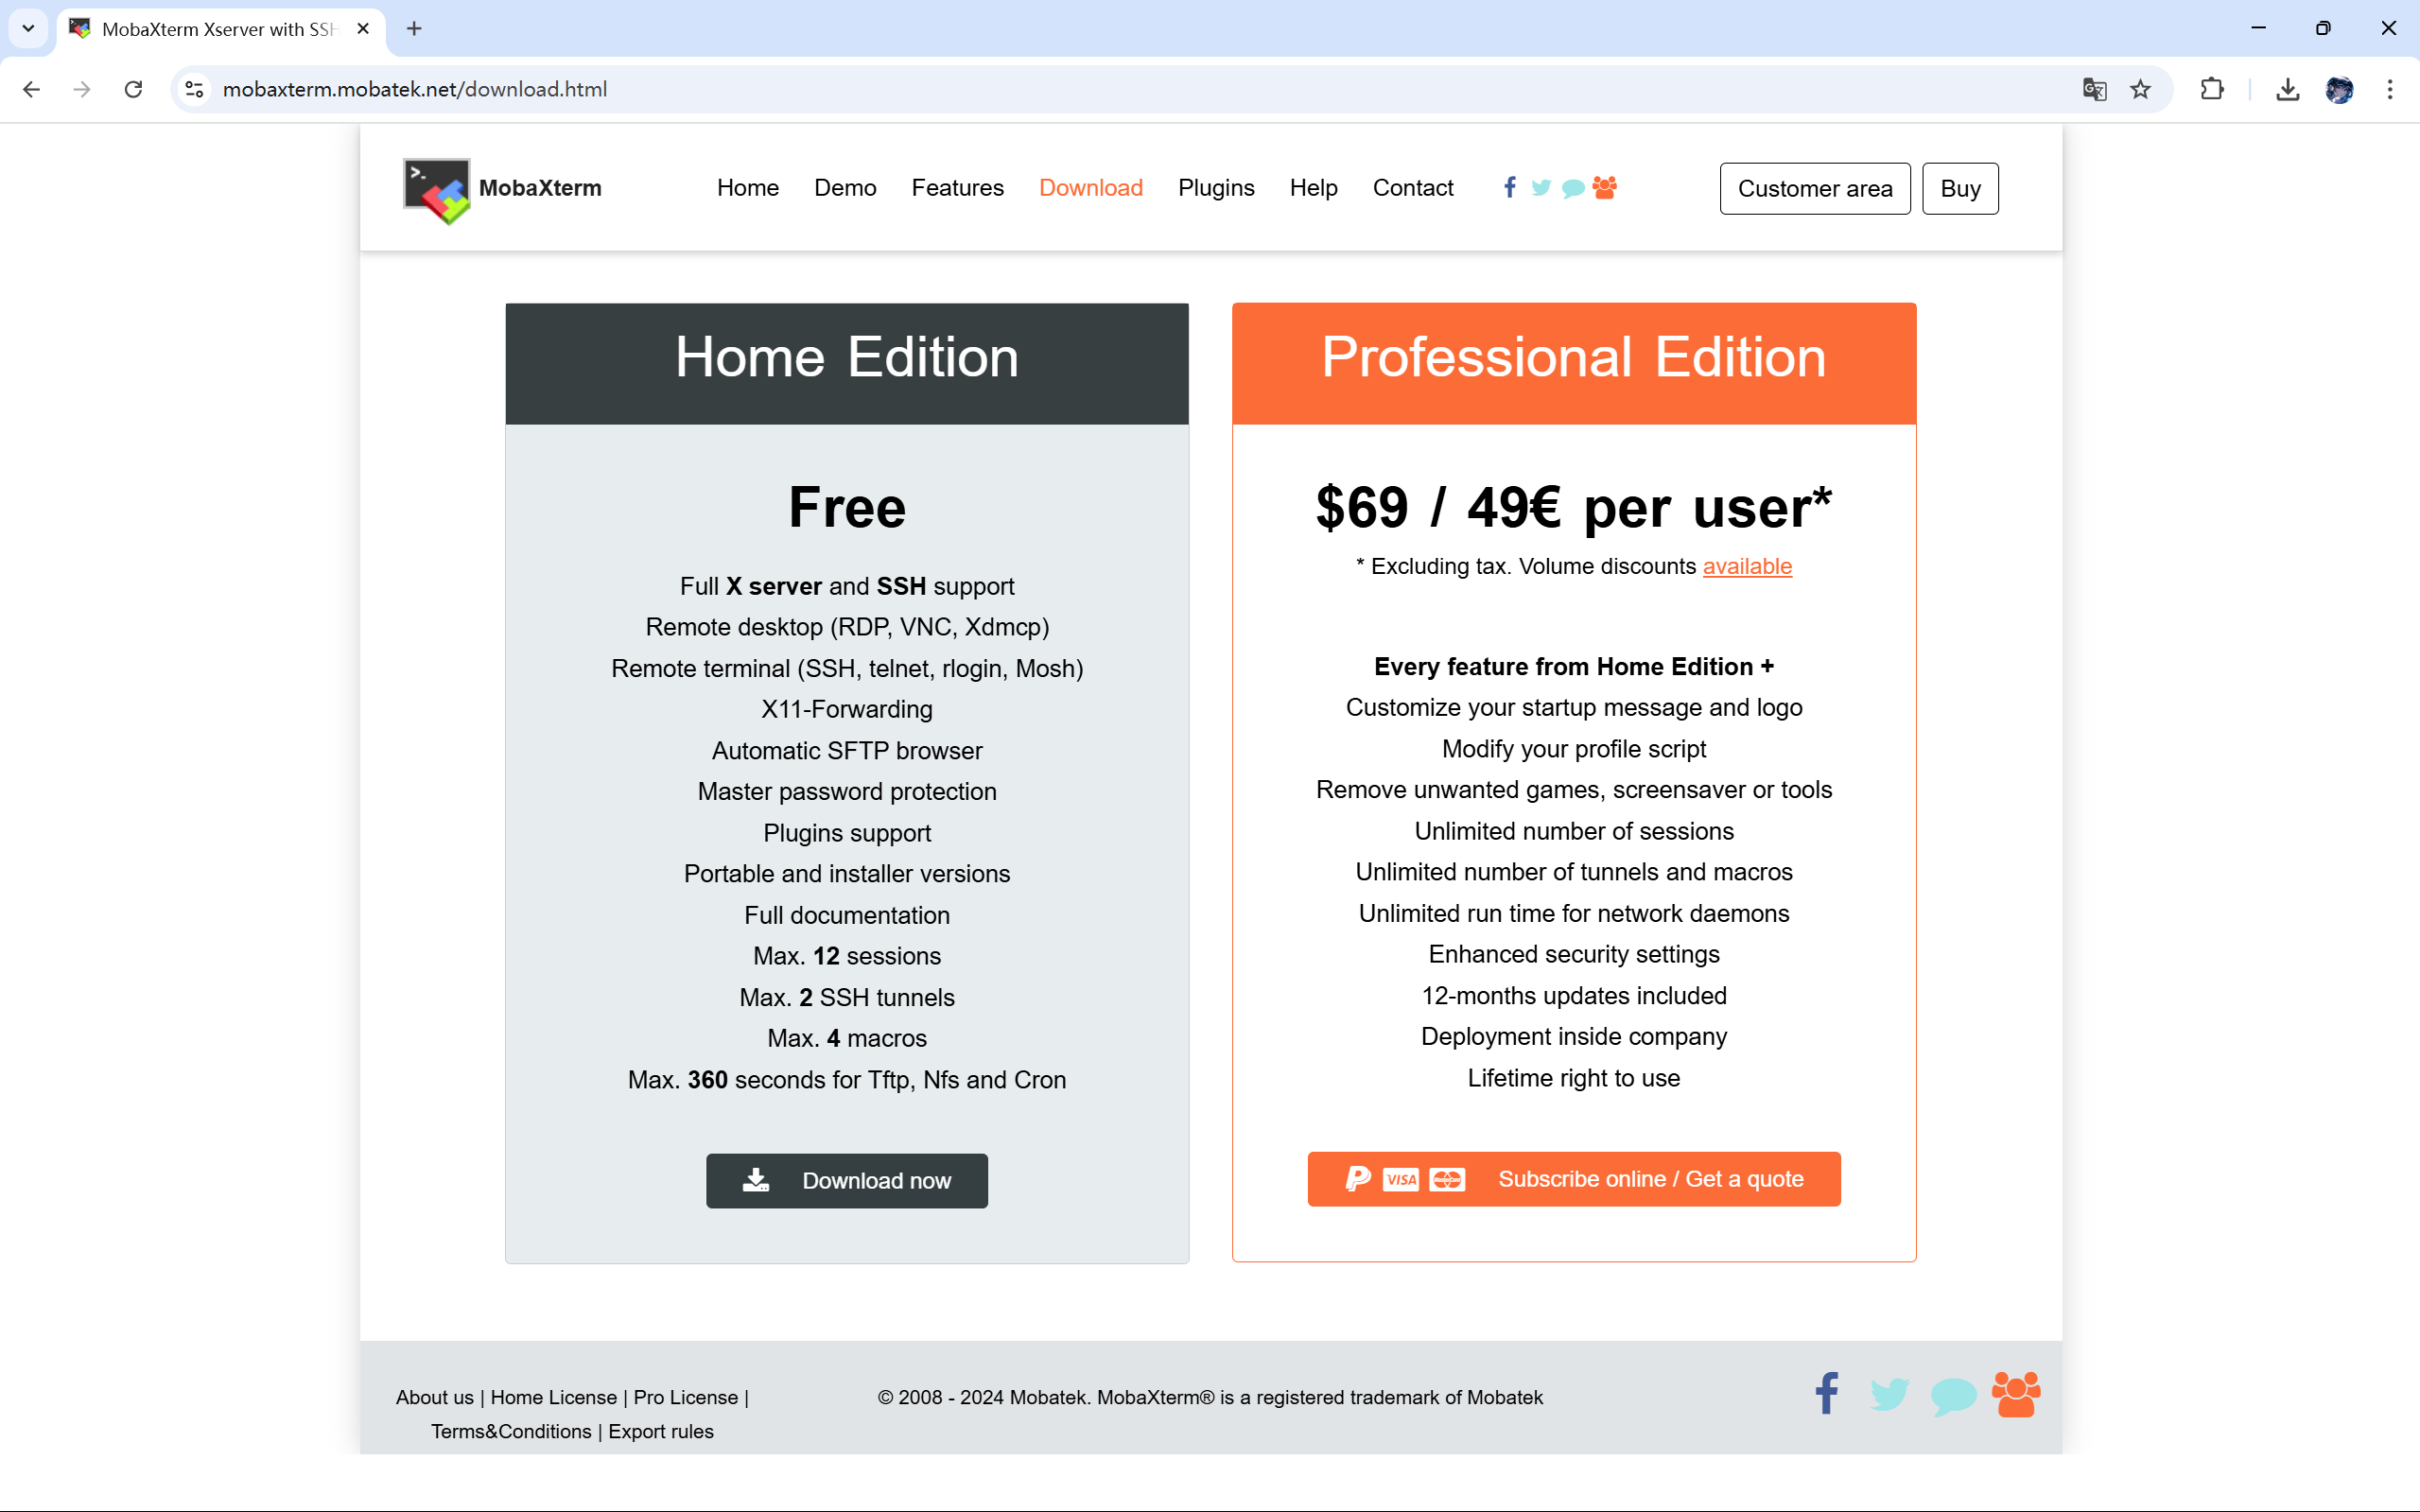 MobaXterm Xserver with SSH
mobaxterm.mobatek.net/download.html
MobaXterm
Home
Demo
Features
Download
Plugins
Help
Contact
Customer area
Buy
Home Edition
Free
Full X server and SSH support
Remote desktop (RDP, VNC, Xdmcp)
Remote terminal (SSH, telnet, rlogin, Mosh)
X11-Forwarding
Automatic SFTP browser
Master password protection
Plugins support
Portable and installer versions
Full documentation
Max. 12 sessions
Max. 2 SSH tunnels
Max. 4 macros
Max. 360 seconds for Tftp, Nfs and Cron
Download now
Professional Edition
$69 / 49€ per user*
* Excluding tax. Volume discounts available
Every feature from Home Edition +
Customize your startup message and logo
Modify your profile script
Remove unwanted games, screensaver or tools
Unlimited number of sessions
Unlimited number of tunnels and macros
Unlimited run time for network daemons
Enhanced security settings
12-months updates included
Deployment inside company
Lifetime right to use
VISA
MasterCard
Subscribe online / Get a quote
About us | Home License | Pro License |
Terms&Conditions | Export rules
© 2008 - 2024 Mobatek. MobaXterm® is a registered trademark of Mobatek